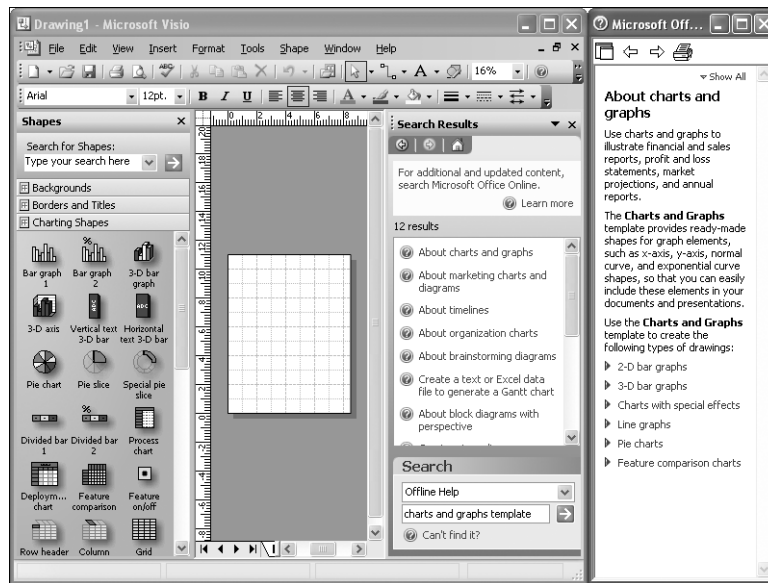 Drawing1 - Microsoft Visio
File Edit View Insert Format Tools Shape Window Help
16%
Arial 12pt. B I U
Shapes
Search for Shapes:
Type your search here
Backgrounds
Borders and Titles
Charting Shapes
Bar graph 1
Bar graph 2
3-D bar graph
3-D axis
Vertical text 3-D bar
Horizontal text 3-D bar
Pie chart
Pie slice
Special pie slice
Divided bar 1
Divided bar 2
Process chart
Deploym... chart
Feature comparison
Feature on/off
Row header
Column
Grid
0 2 4 6 8
Search Results
For additional and updated content,
search Microsoft Office Online.
Learn more
12 results
About charts and graphs
About marketing charts and
diagrams
About timelines
About organization charts
About brainstorming diagrams
Create a text or Excel data
file to generate a Gantt chart
About block diagrams with
perspective
Search
Offline Help
charts and graphs template
Can't find it?
Microsoft Off...
Show All
About charts and
graphs
Use charts and graphs to
illustrate financial and sales
reports, profit and loss
statements, market
projections, and annual
reports.
The Charts and Graphs
template provides ready-made
shapes for graph elements,
such as x-axis, y-axis, normal
curve, and exponential curve
shapes, so that you can easily
include these elements in your
documents and presentations.
Use the Charts and Graphs
template to create the
following types of drawings:
2-D bar graphs
3-D bar graphs
Charts with special effects
Line graphs
Pie charts
Feature comparison charts